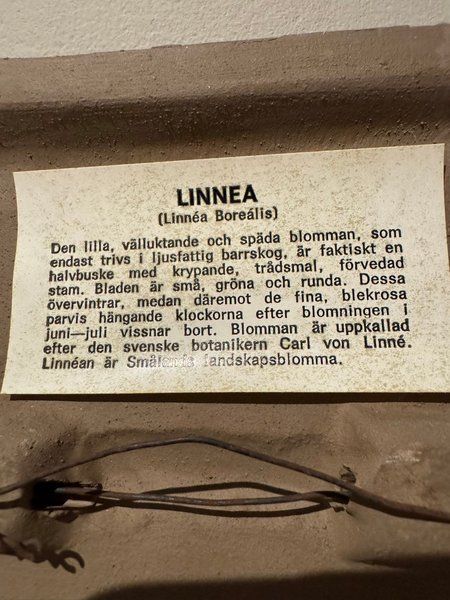 LINNEA
(Linnéa Boreális)
Den lilla, välluktande och späda blomman, som
endast trivs i ljusfattig barrskog, är faktiskt en
halvbuske med krypande, trådsmal, förvedad
stam. Bladen är små, gröna och runda. Dessa
övervintrar, medan däremot de fina, blekrosa
parvis hängande klockorna efter blomningen i
juni—juli vissnar bort. Blomman är uppkallad
efter den svenske botanikern Carl von Linné.
Linnéan är Smålands landskapsblomma.